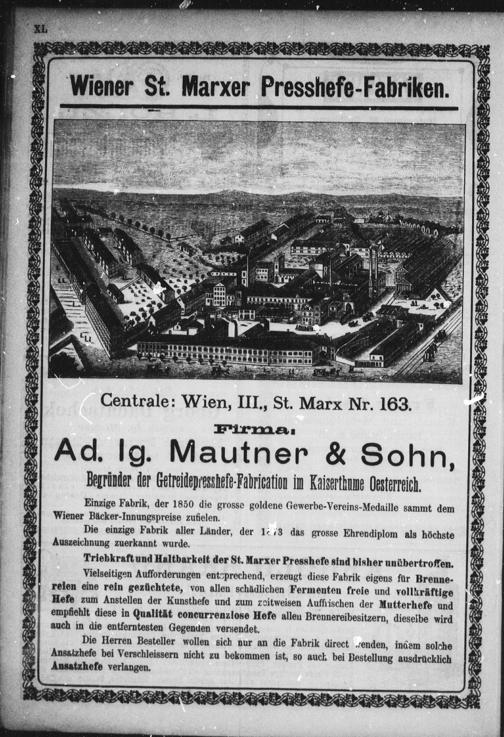 XL
Wiener St. Marxer Presshefe-Fabriken.
Centrale: Wien, III., St. Marx Nr. 163.
Firma:
Ad. Ig. Mautner & Sohn,
Begründer der Getreidepresshefe-Fabrication im Kaiserthume Oesterreich.
Einzige Fabrik, der 1850 die grosse goldene Gewerbe-Vereins-Medaille sammt dem
Wiener Bäcker-Innungspreise zufielen.
Die einzige Fabrik aller Länder, der das grosse Ehrendiplom als höchste
Auszeichnung zuerkannt wurde.
Triebkraft und Haltbarkeit der St. Marxer Presshefe sind bisher unübertroffen.
Vielseitigen Aufforderungen entsprechend, erzeugt diese Fabrik eigens für Brenne-
reien eine rein gezüchtete, von allen schädlichen Fermenten freie und vollkräftige
Hefe zum Anstellen der Kunsthefe und zum zeitweisen Auffrischen der Mutterhefe und
empfiehlt diese in Qualität concurrenzlose Hefe allen Brennereibesitzern, dieselbe wird
auch in die entferntesten Gegenden versendet.
Die Herren Besteller wollen sich nur an die Fabrik direct wenden, indem solche
Ansatzhefe bei Verschleissern nicht zu bekommen ist, so auch bei Bestellung ausdrücklich
Ansatzhefe verlangen.